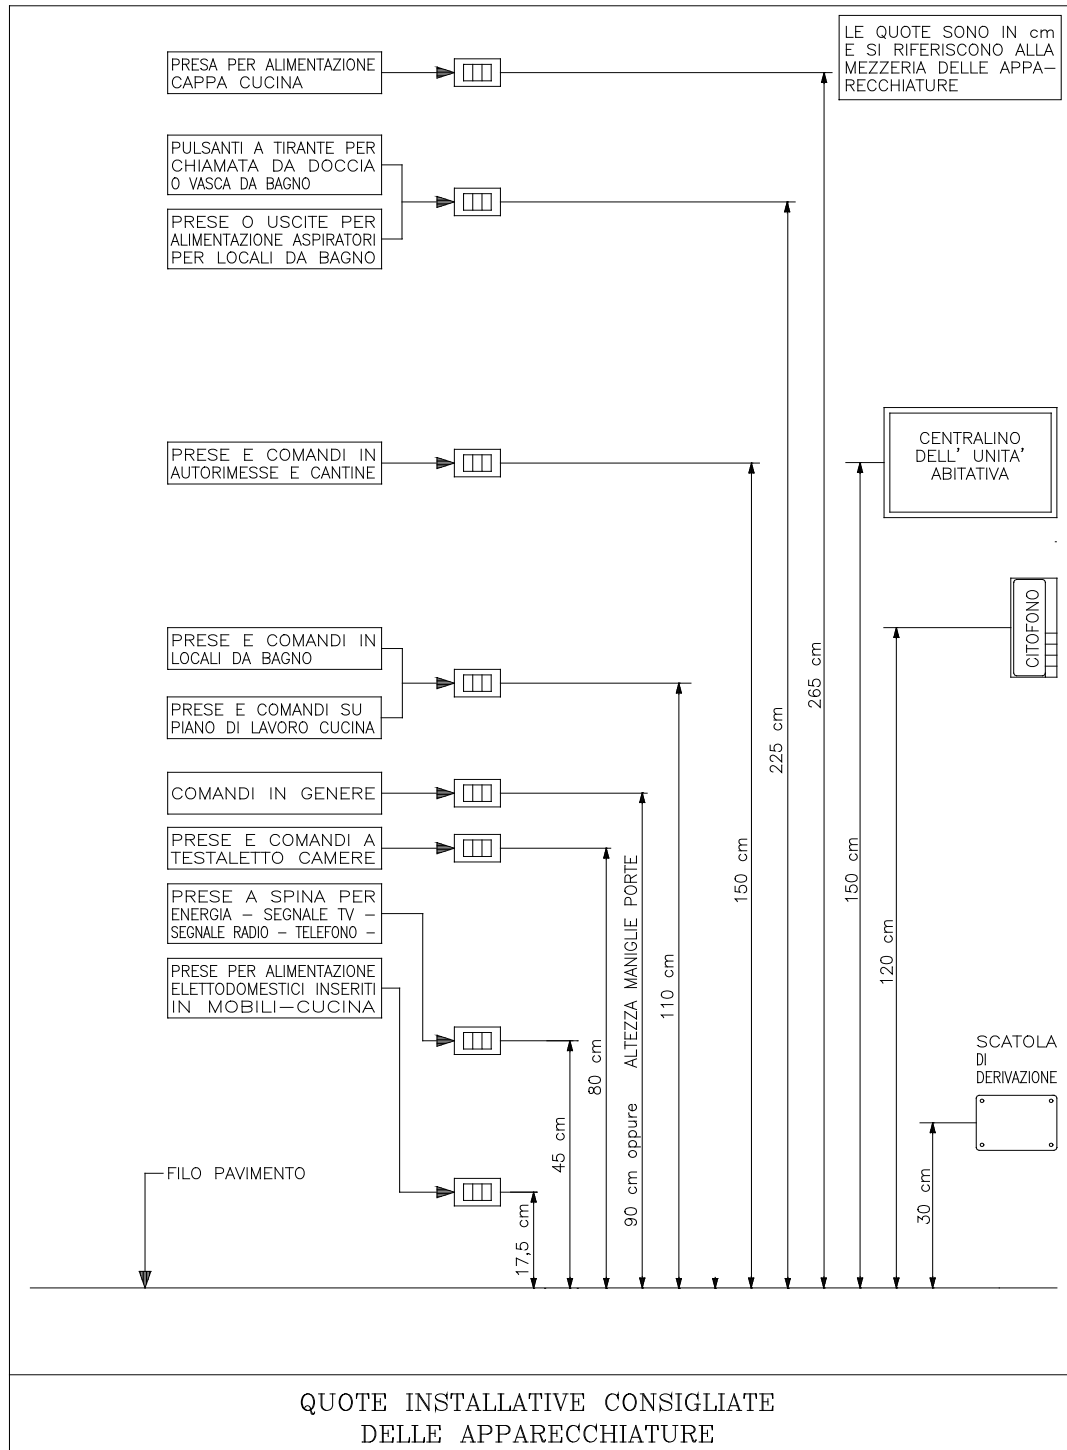 LE QUOTE SONO IN cm
E SI RIFERISCONO ALLA
MEZZERIA DELLE APPA-
RECCHIATURE
PRESA PER ALIMENTAZIONE
CAPPA CUCINA
PULSANTI A TIRANTE PER
CHIAMATA DA DOCCIA
O VASCA DA BAGNO
PRESE O USCITE PER
ALIMENTAZIONE ASPIRATORI
PER LOCALI DA BAGNO
PRESE E COMANDI IN
AUTORIMESSE E CANTINE
CENTRALINO
DELL' UNITA'
ABITATIVA
CITOFONO
PRESE E COMANDI IN
LOCALI DA BAGNO
PRESE E COMANDI SU
PIANO DI LAVORO CUCINA
COMANDI IN GENERE
PRESE E COMANDI A
TESTALETTO CAMERE
PRESE A SPINA PER
ENERGIA - SEGNALE TV -
SEGNALE RADIO - TELEFONO -
PRESE PER ALIMENTAZIONE
ELETTODOMESTICI INSERITI
IN MOBILI-CUCINA
SCATOLA
DI
DERIVAZIONE
FILO PAVIMENTO
17,5 cm
45 cm
80 cm
90 cm oppure ALTEZZA MANIGLIE PORTE
110 cm
150 cm
225 cm
265 cm
150 cm
120 cm
30 cm
QUOTE INSTALLATIVE CONSIGLIATE
DELLE APPARECCHIATURE